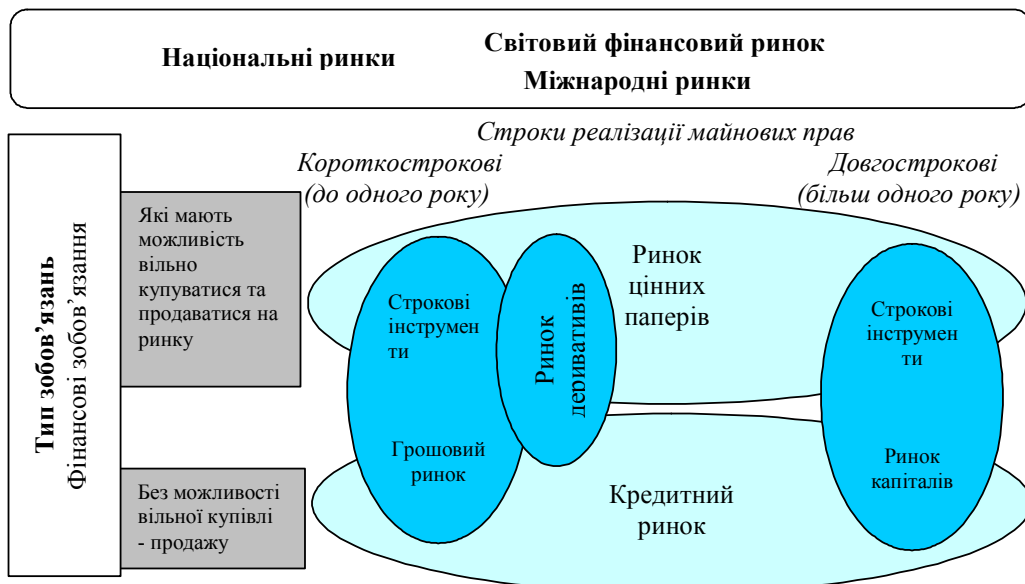 Світовий фінансовий ринок
Національні ринки
Міжнародні ринки
Строки реалізації майнових прав
Короткострокові
(до одного року)
Довгострокові
(більш одного року)
Тип зобов’язань
Фінансові зобов’язання
Які мають
можливість
вільно
купуватися та
продаватися на
ринку
Без можливості
вільної купівлі
- продажу
Строкові
інструмен
ти
Грошовий
ринок
Ринок
деривативів
Ринок
цінних
паперів
Кредитний
ринок
Строкові
інструмен
ти
Ринок
капіталів